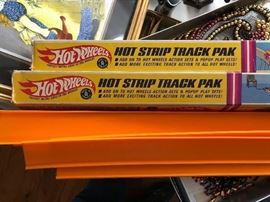 Hot Wheels
HOT STRIP TRACK PAK
■ ADD ON TO HOT WHEELS ACTION SETS & POPUP PLAY SETS!
■ ADD MORE EXCITING TRACK ACTION TO ALL HOT WHEELS!
Hot Wheels
HOT STRIP TRACK PAK
■ ADD ON TO HOT WHEELS ACTION SETS & POPUP PLAY SETS!
■ ADD MORE EXCITING TRACK ACTION TO ALL HOT WHEELS!